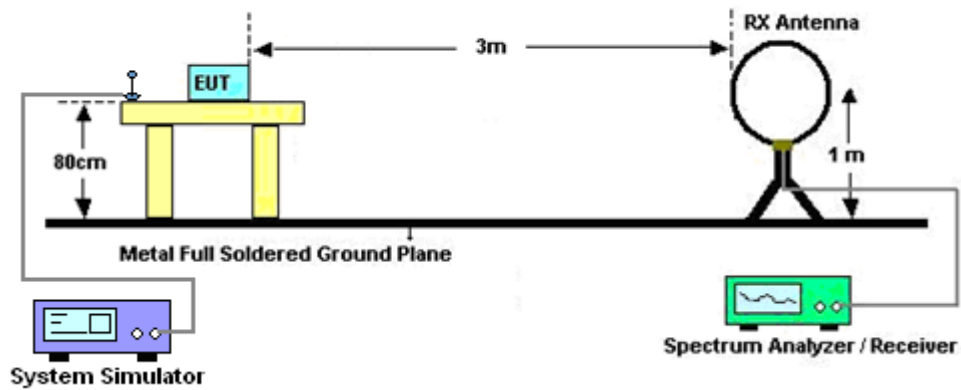 RX Antenna
3m
EUT
80cm
1 m
Metal Full Soldered Ground Plane
System Simulator
Spectrum Analyzer / Receiver